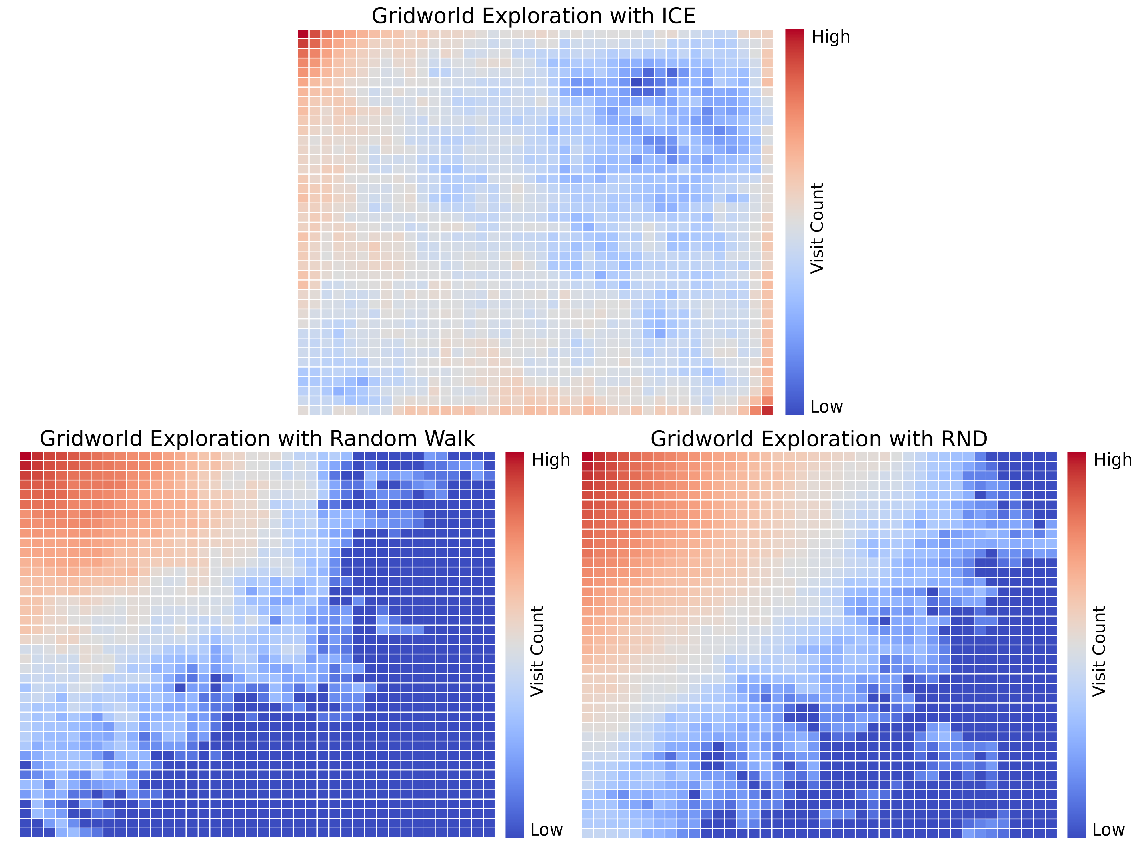 Gridworld Exploration with ICE
High
Visit Count
Low
Gridworld Exploration with Random Walk
High
Visit Count
Low
Gridworld Exploration with RND
High
Visit Count
Low